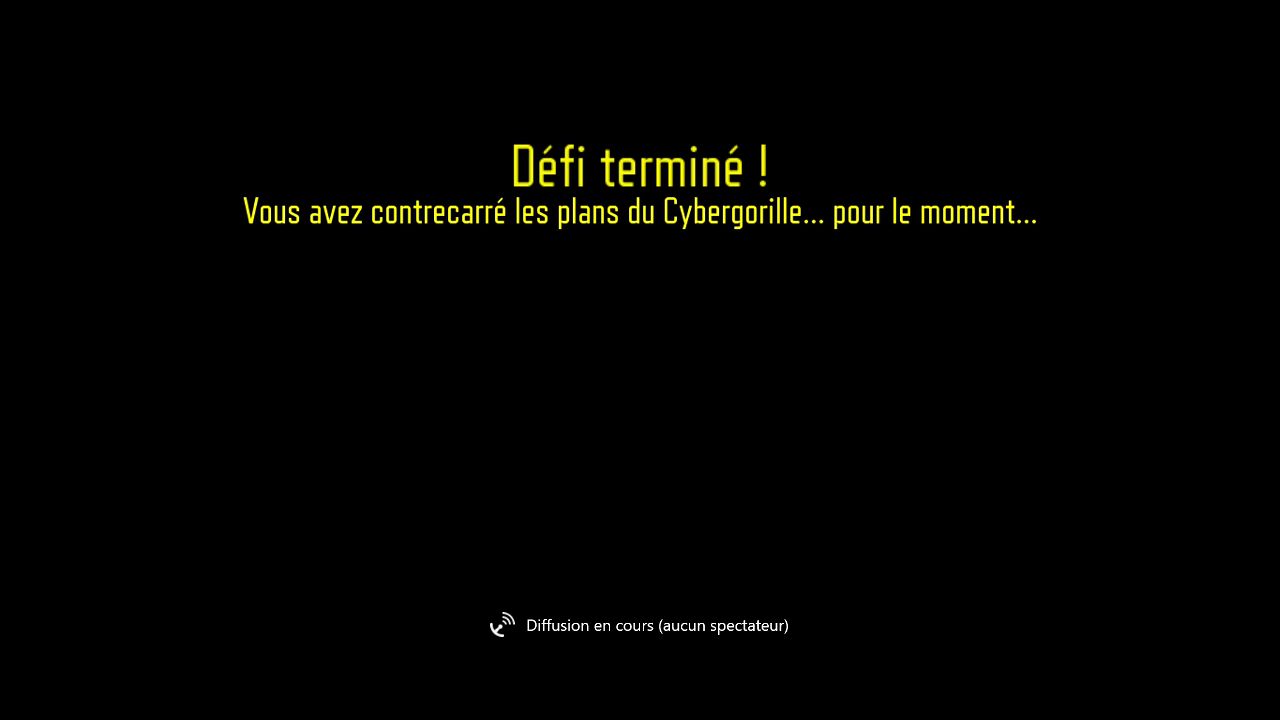 Défi terminé !
Vous avez contrecarré les plans du Cybergorille... pour le moment...
Diffusion en cours (aucun spectateur)